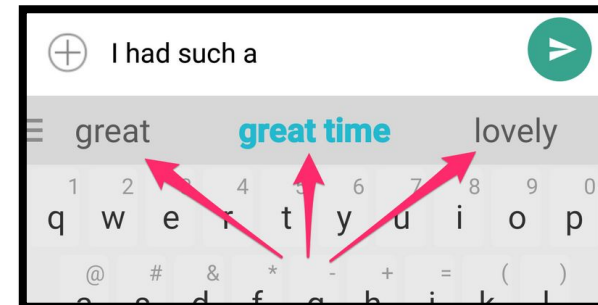 I had such a
great great time lovely
1 2 3 4 5 6 7 8 9 0
q w e r t y u i o p
@ # & * - + = ( )
a s d f g h j k l